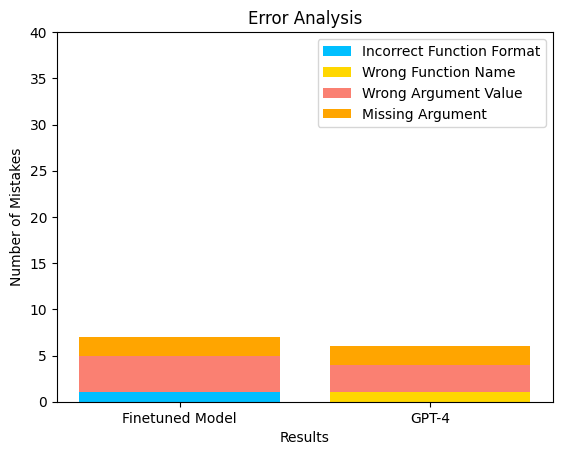 Error Analysis
40
35
30
25
20
15
10
5
0
Number of Mistakes
Incorrect Function Format
Wrong Function Name
Wrong Argument Value
Missing Argument
Finetuned Model
GPT-4
Results